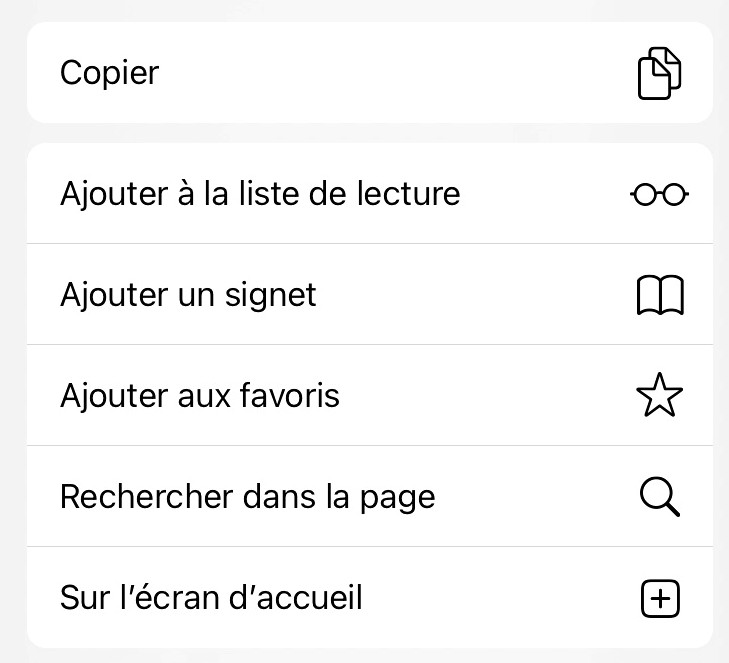 Copier
Ajouter à la liste de lecture
Ajouter un signet
Ajouter aux favoris
Rechercher dans la page
Sur l’écran d’accueil